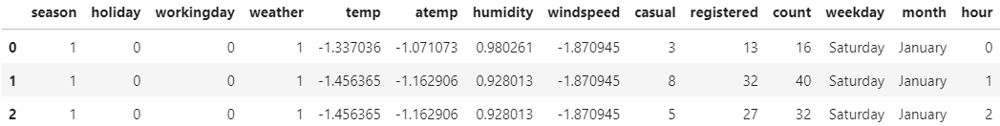 season holiday workingday weather temp atemp humidity windspeed casual registered count weekday month hour
0 1 0 0 1 -1.337036 -1.071073 0.980261 -1.870945 3 13 16 Saturday January 0
1 1 0 0 1 -1.456365 -1.162906 0.928013 -1.870945 8 32 40 Saturday January 1
2 1 0 0 1 -1.456365 -1.162906 0.928013 -1.870945 5 27 32 Saturday January 2